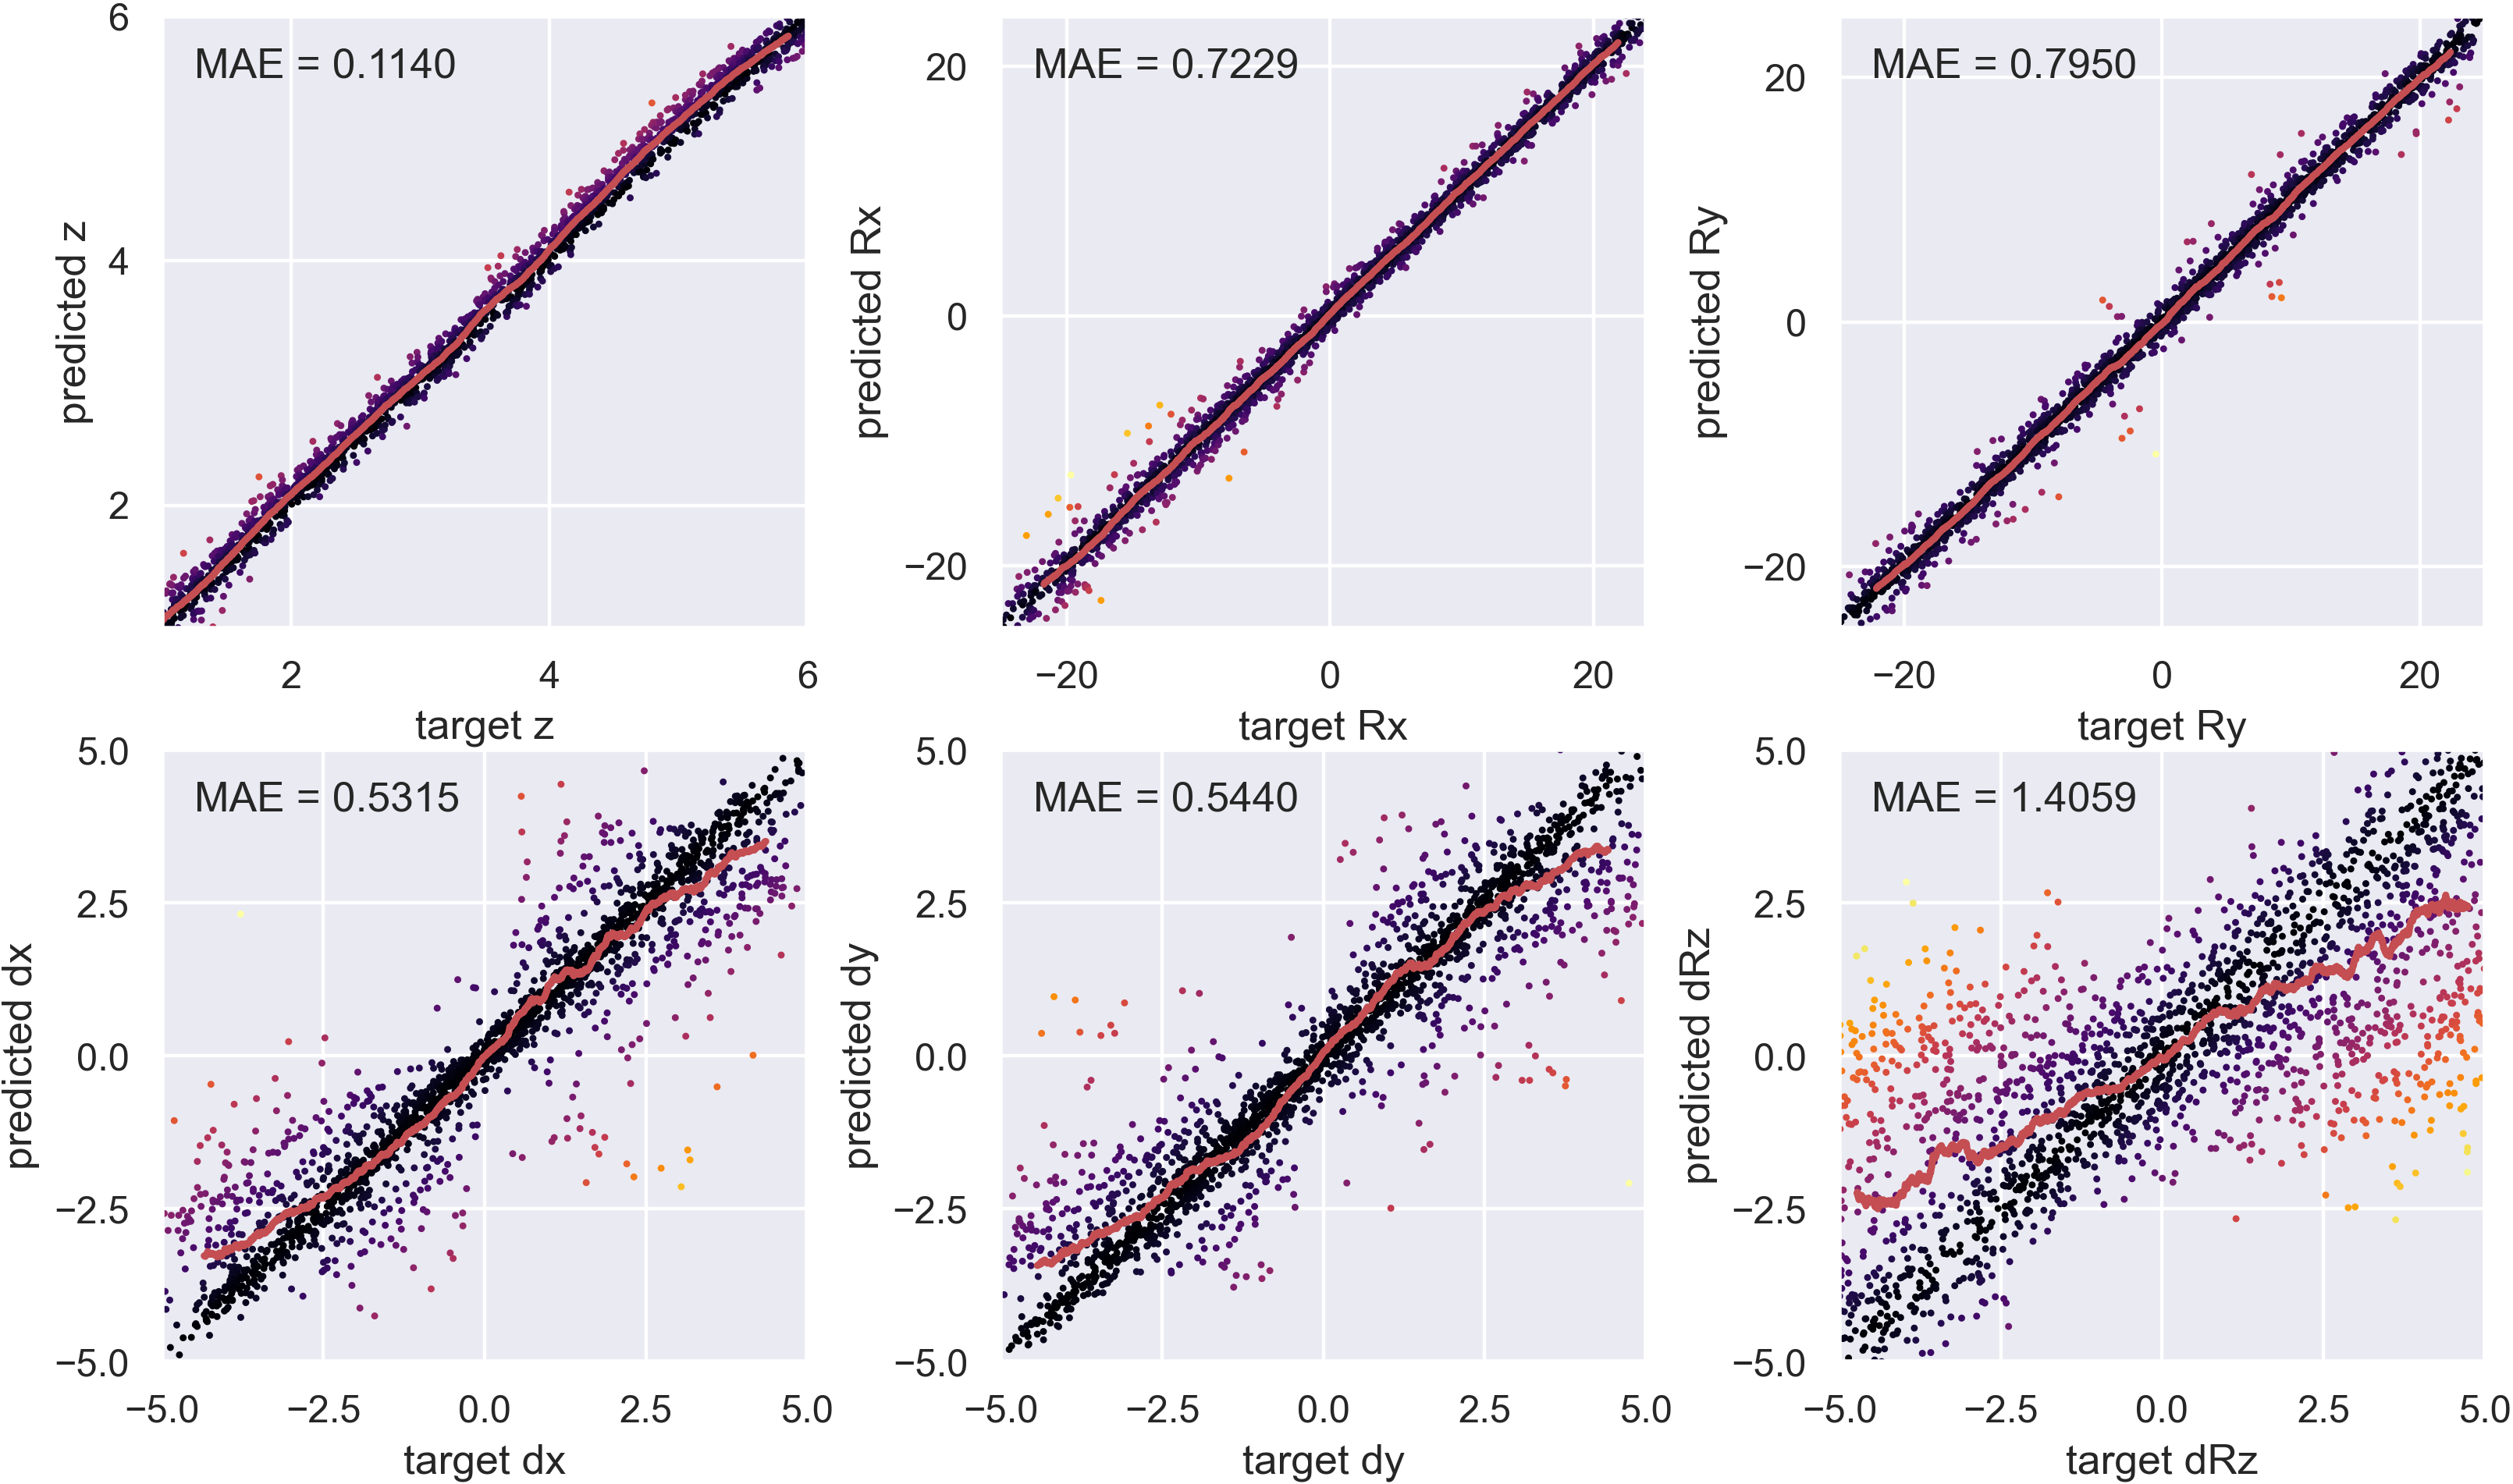 6
4
2
predicted z
MAE = 0.1140
2
4
6
target z
20
0
−20
predicted Rx
MAE = 0.7229
−20
0
20
target Rx
20
0
−20
predicted Ry
MAE = 0.7950
−20
0
20
target Ry
5.0
2.5
0.0
−2.5
−5.0
predicted dx
MAE = 0.5315
−5.0
−2.5
0.0
2.5
5.0
target dx
5.0
2.5
0.0
−2.5
−5.0
predicted dy
MAE = 0.5440
−5.0
−2.5
0.0
2.5
5.0
target dy
5.0
2.5
0.0
−2.5
−5.0
predicted dRz
MAE = 1.4059
−5.0
−2.5
0.0
2.5
5.0
target dRz